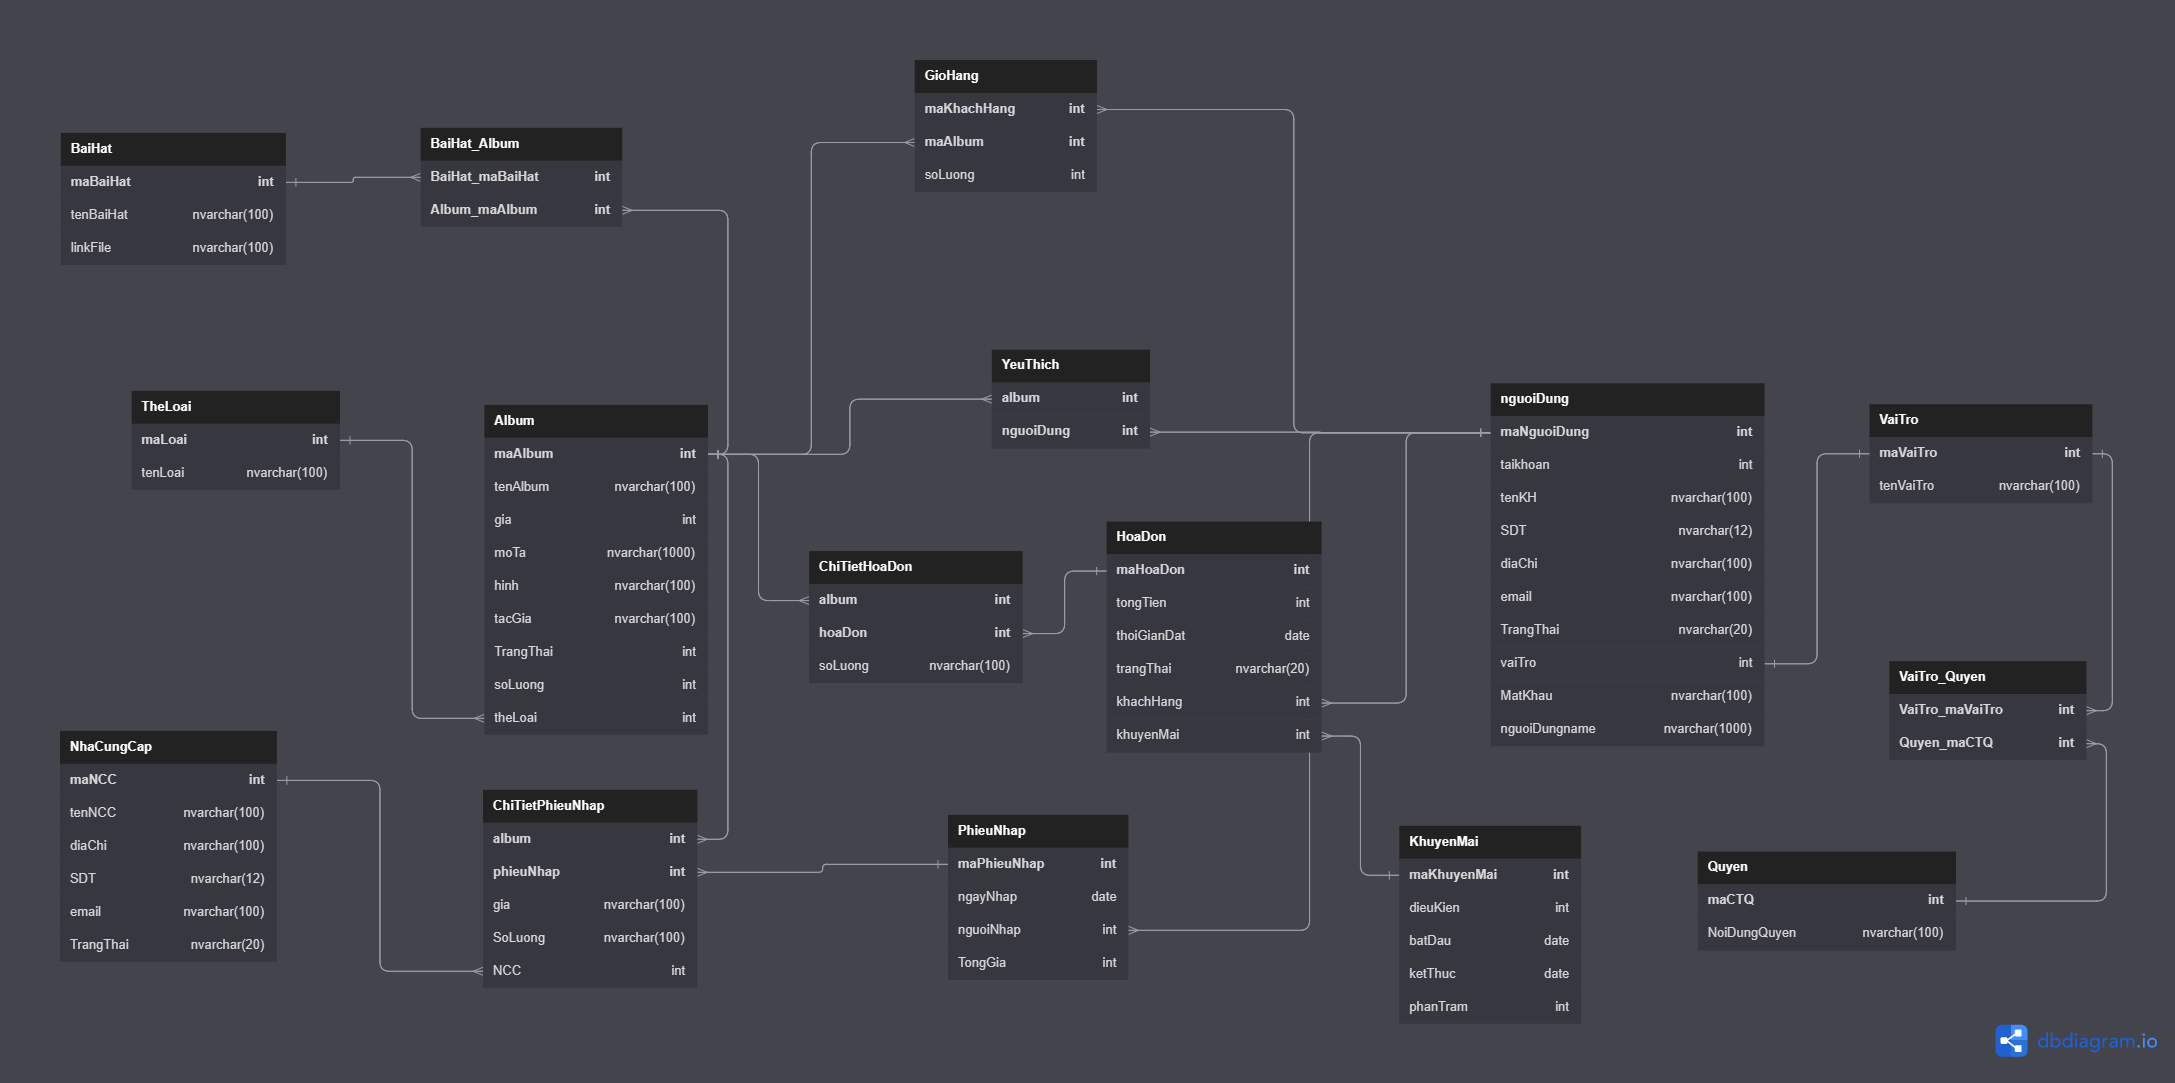 GioHang
maKhachHang int
maAlbum int
soLuong int
BaiHat
maBaiHat int
tenBaiHat nvarchar(100)
linkFile nvarchar(100)
BaiHat_Album
BaiHat_maBaiHat int
Album_maAlbum int
YeuThich
album int
nguoiDung int
TheLoai
maLoai int
tenLoai nvarchar(100)
Album
maAlbum int
tenAlbum nvarchar(100)
gia int
moTa nvarchar(1000)
hinh nvarchar(100)
tacGia nvarchar(100)
TrangThai int
soLuong int
theLoai int
nguoiDung
maNguoiDung int
taikhoan int
tenKH nvarchar(100)
SDT nvarchar(12)
diaChi nvarchar(100)
email nvarchar(100)
TrangThai nvarchar(20)
vaiTro int
MatKhau nvarchar(100)
nguoiDungname nvarchar(1000)
VaiTro
maVaiTro int
tenVaiTro nvarchar(100)
ChiTietHoaDon
album int
hoaDon int
soLuong nvarchar(100)
HoaDon
maHoaDon int
tongTien int
thoiGianDat date
trangThai nvarchar(20)
khachHang int
khuyenMai int
VaiTro_Quyen
VaiTro_maVaiTro int
Quyen_maCTQ int
NhaCungCap
maNCC int
tenNCC nvarchar(100)
diaChi nvarchar(100)
SDT nvarchar(12)
email nvarchar(100)
TrangThai nvarchar(20)
ChiTietPhieuNhap
album int
phieuNhap int
gia nvarchar(100)
SoLuong nvarchar(100)
NCC int
PhieuNhap
maPhieuNhap int
ngayNhap date
nguoiNhap int
TongGia int
KhuyenMai
maKhuyenMai int
dieuKien int
batDau date
ketThuc date
phanTram int
Quyen
maCTQ int
NoiDungQuyen nvarchar(100)
dbdiagram.io